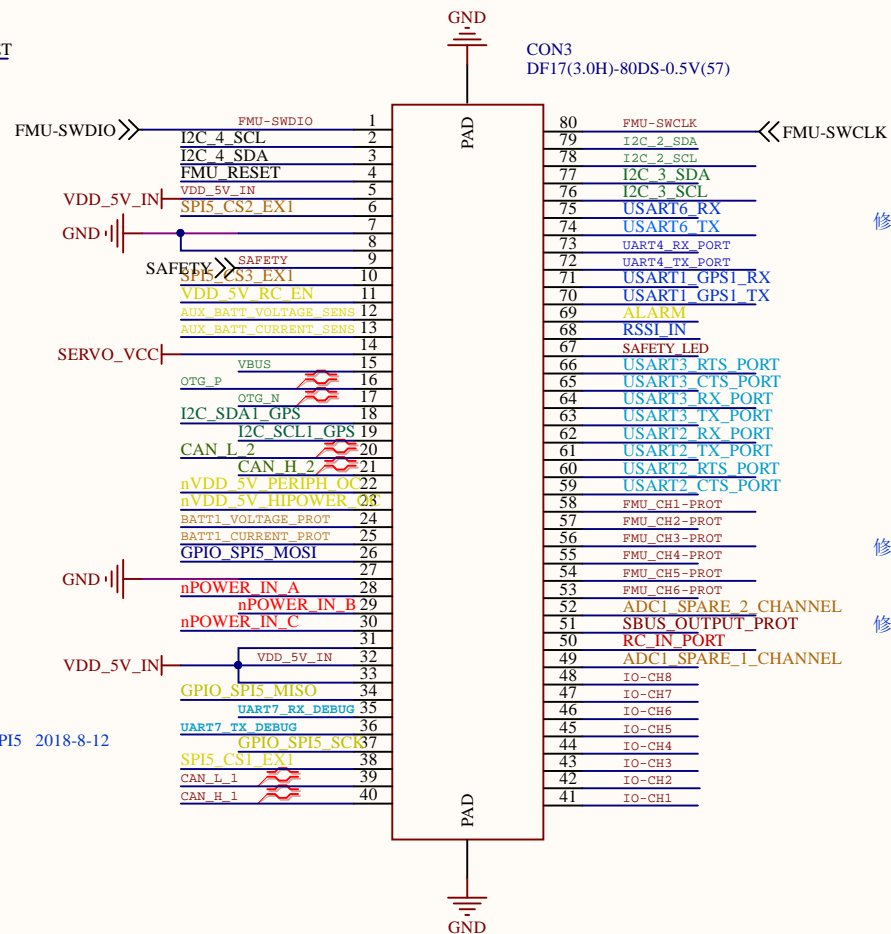 GND
CON3
DF17(3.0H)-80DS-0.5V(57)
PAD
FMU-SWDIO
FMU-SWDIO 1
I2C_4_SCL 2
I2C_4_SDA 3
FMU_RESET 4
VDD_5V_IN
VDD_5V_IN 5
SPI5_CS2_EX1 6
GND
7
8
SAFETY
SAFETY 9
SPI5_CS3_EX1 10
VDD_5V_RC_EN 11
AUX_BATT_VOLTAGE_SENS 12
AUX_BATT_CURRENT_SENS 13
SERVO_VCC
14
VBUS 15
OTG_P 16
OTG_N 17
I2C_SDA1_GPS 18
I2C_SCL1_GPS 19
CAN_L_2 20
CAN_H_2 21
nVDD_5V_PERIPH_OC 22
nVDD_5V_HIPOWER_OC 23
BATT1_VOLTAGE_PROT 24
BATT1_CURRENT_PROT 25
GPIO_SPI5_MOSI 26
GND
27
nPOWER_IN_A 28
nPOWER_IN_B 29
nPOWER_IN_C 30
31
VDD_5V_IN
VDD_5V_IN 32
33
GPIO_SPI5_MISO 34
UART7_RX_DEBUG 35
UART7_TX_DEBUG 36
GPIO_SPI5_SCK 37
PI5 2018-8-12
SPI5_CS1_EX1 38
CAN_L_1 39
CAN_H_1 40
80 FMU-SWCLK
FMU-SWCLK
79 I2C_2_SDA
78 I2C_2_SCL
77 I2C_3_SDA
76 I2C_3_SCL
75 USART6_RX
修
74 USART6_TX
73 UART4_RX_PORT
72 UART4_TX_PORT
71 USART1_GPS1_RX
70 USART1_GPS1_TX
69 ALARM
68 RSSI_IN
67 SAFETY_LED
66 USART3_RTS_PORT
65 USART3_CTS_PORT
64 USART3_RX_PORT
63 USART3_TX_PORT
62 USART2_RX_PORT
61 USART2_TX_PORT
60 USART2_RTS_PORT
59 USART2_CTS_PORT
58 FMU_CH1-PROT
57 FMU_CH2-PROT
56 FMU_CH3-PROT
修
55 FMU_CH4-PROT
54 FMU_CH5-PROT
53 FMU_CH6-PROT
52 ADC1_SPARE_2_CHANNEL
51 SBUS_OUTPUT_PROT
修
50 RC_IN_PORT
49 ADC1_SPARE_1_CHANNEL
48 IO-CH8
47 IO-CH7
46 IO-CH6
45 IO-CH5
44 IO-CH4
43 IO-CH3
42 IO-CH2
41 IO-CH1
PAD
GND